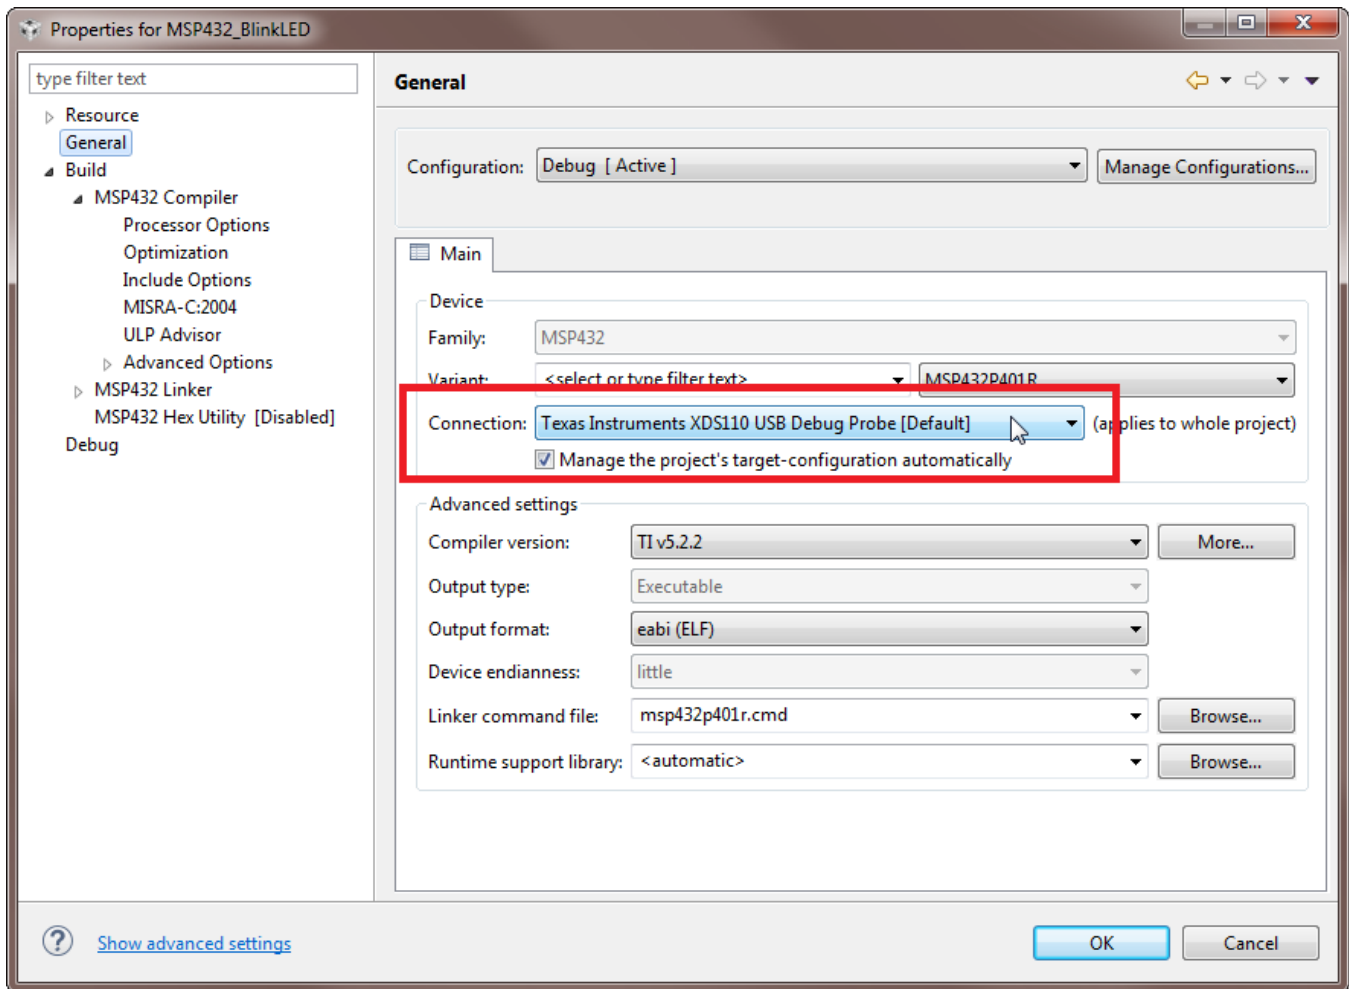 Properties for MSP432_BlinkLED
type filter text
Resource
General
Build
MSP432 Compiler
Processor Options
Optimization
Include Options
MISRA-C:2004
ULP Advisor
Advanced Options
MSP432 Linker
MSP432 Hex Utility [Disabled]
Debug
General
Configuration: Debug [ Active ] Manage Configurations...
Main
Device
Family: MSP432
Variant: <select or type filter text> MSP432P401R
Connection: Texas Instruments XDS110 USB Debug Probe [Default] (applies to whole project)
Manage the project's target-configuration automatically
Advanced settings
Compiler version: TI v5.2.2 More...
Output type: Executable
Output format: eabi (ELF)
Device endianness: little
Linker command file: msp432p401r.cmd Browse...
Runtime support library: <automatic> Browse...
? Show advanced settings OK Cancel